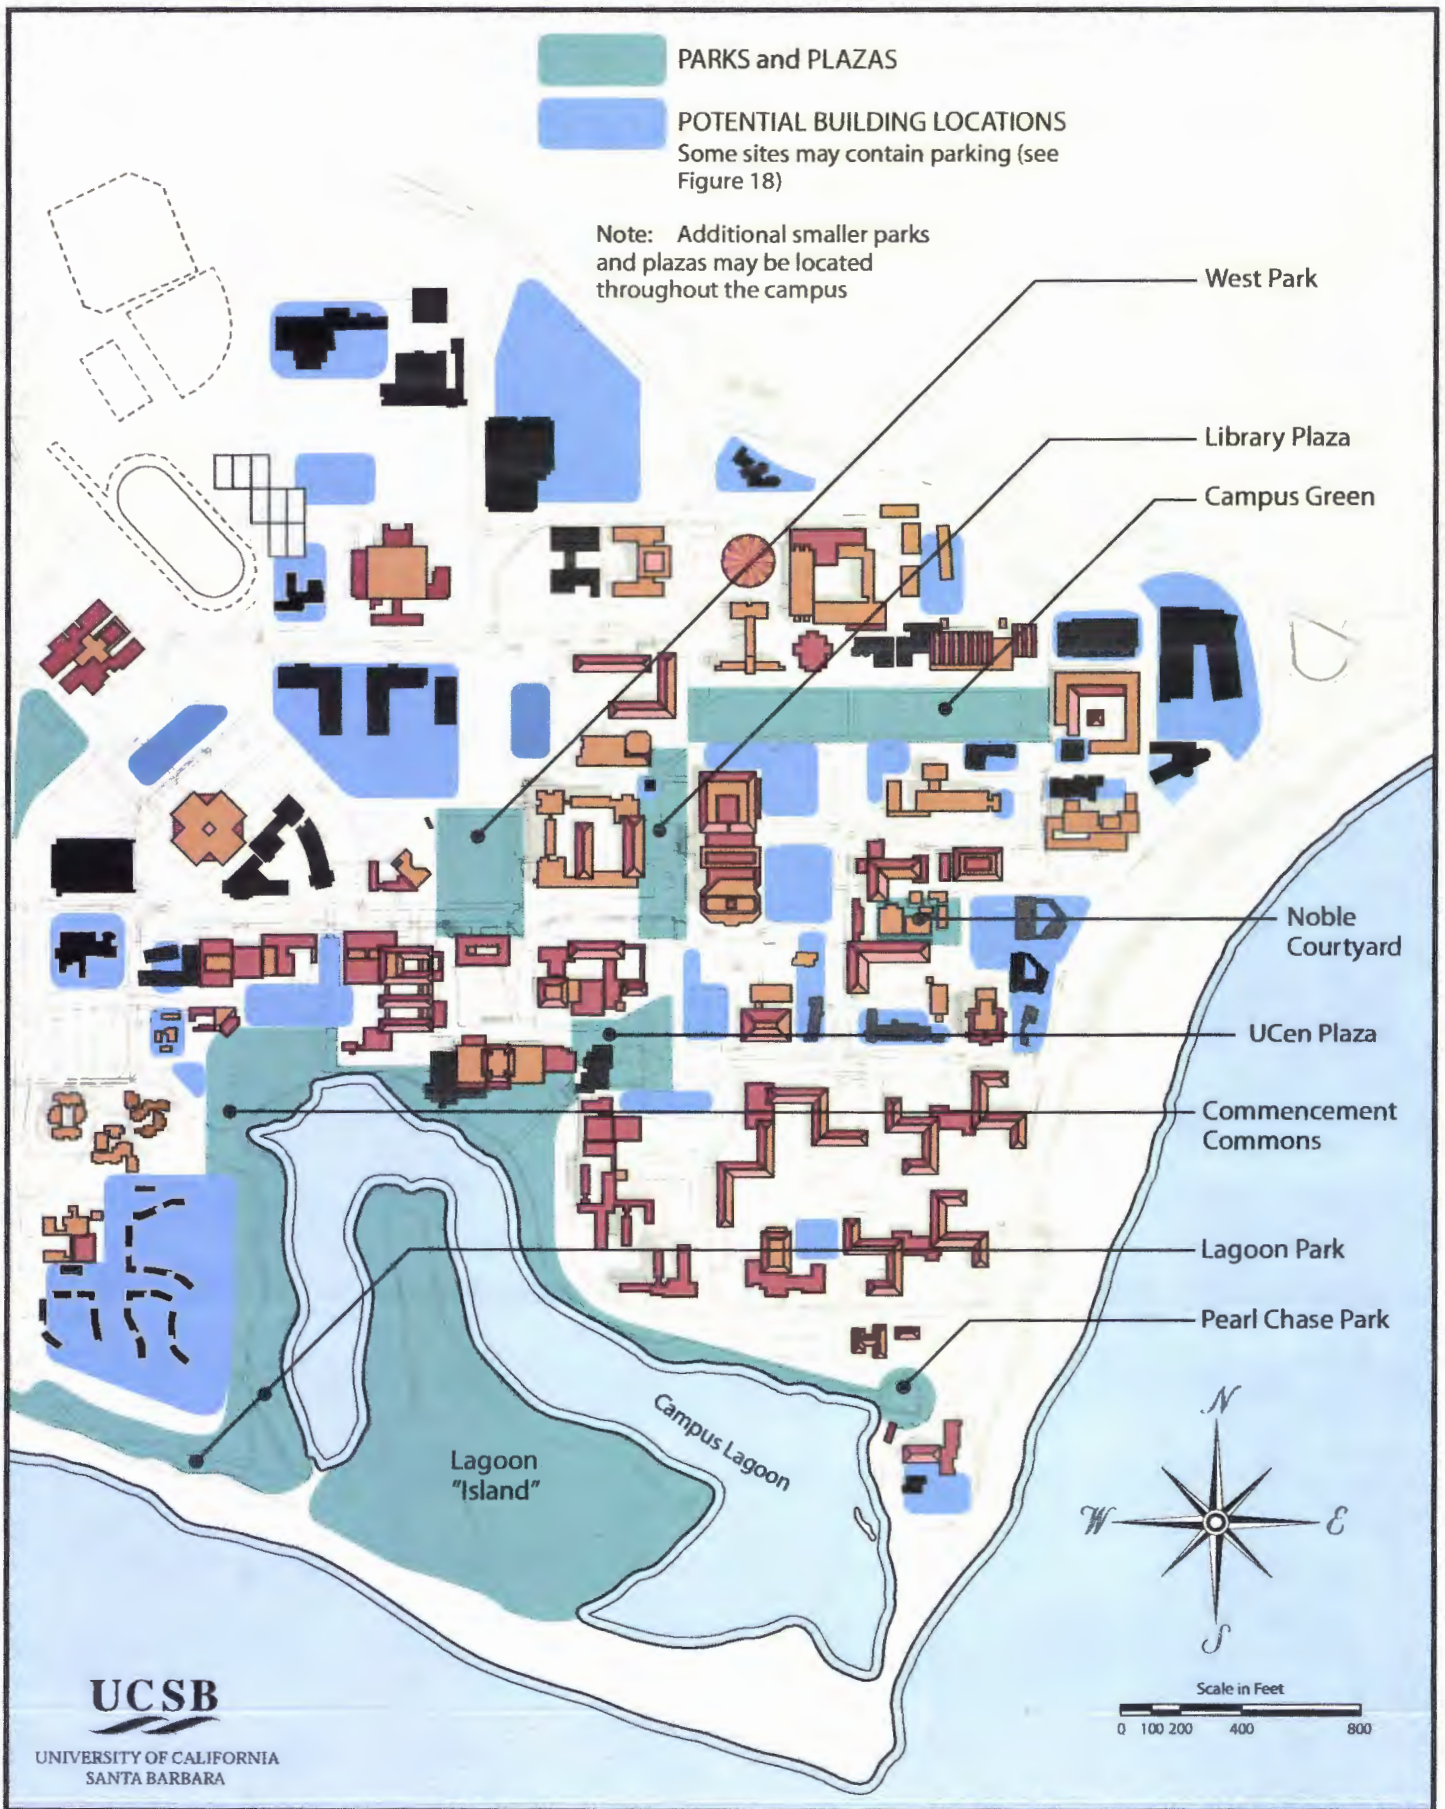 PARKS and PLAZAS
POTENTIAL BUILDING LOCATIONS
Some sites may contain parking (see
Figure 18)
Note: Additional smaller parks
and plazas may be located
throughout the campus
West Park
Library Plaza
Campus Green
Noble
Courtyard
UCen Plaza
Commencement
Commons
Lagoon Park
Pearl Chase Park
Campus Lagoon
Lagoon
"Island"
N
W
E
S
Scale in Feet
0 100 200 400 800
UCSB
UNIVERSITY OF CALIFORNIA
SANTA BARBARA